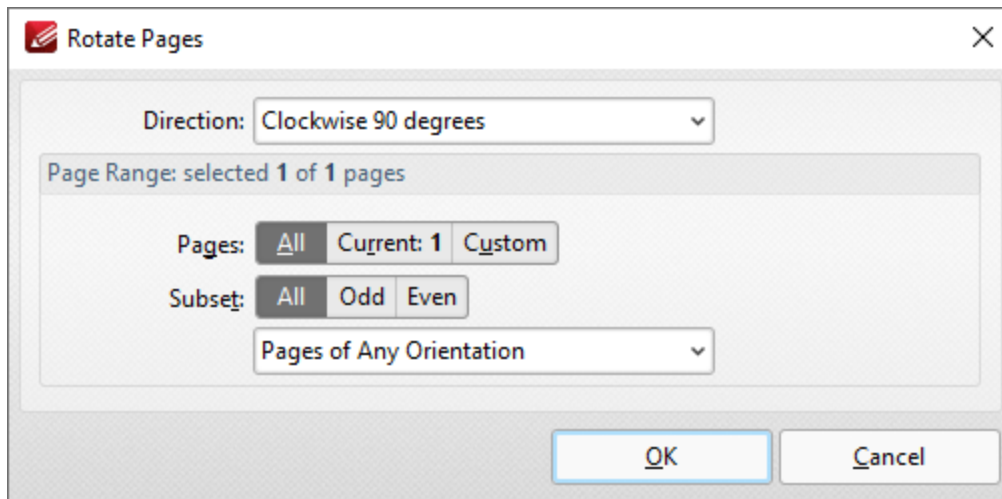 Rotate Pages
Direction: Clockwise 90 degrees
Page Range: selected 1 of 1 pages
Pages: All Current: 1 Custom
Subset: All Odd Even
Pages of Any Orientation
OK Cancel